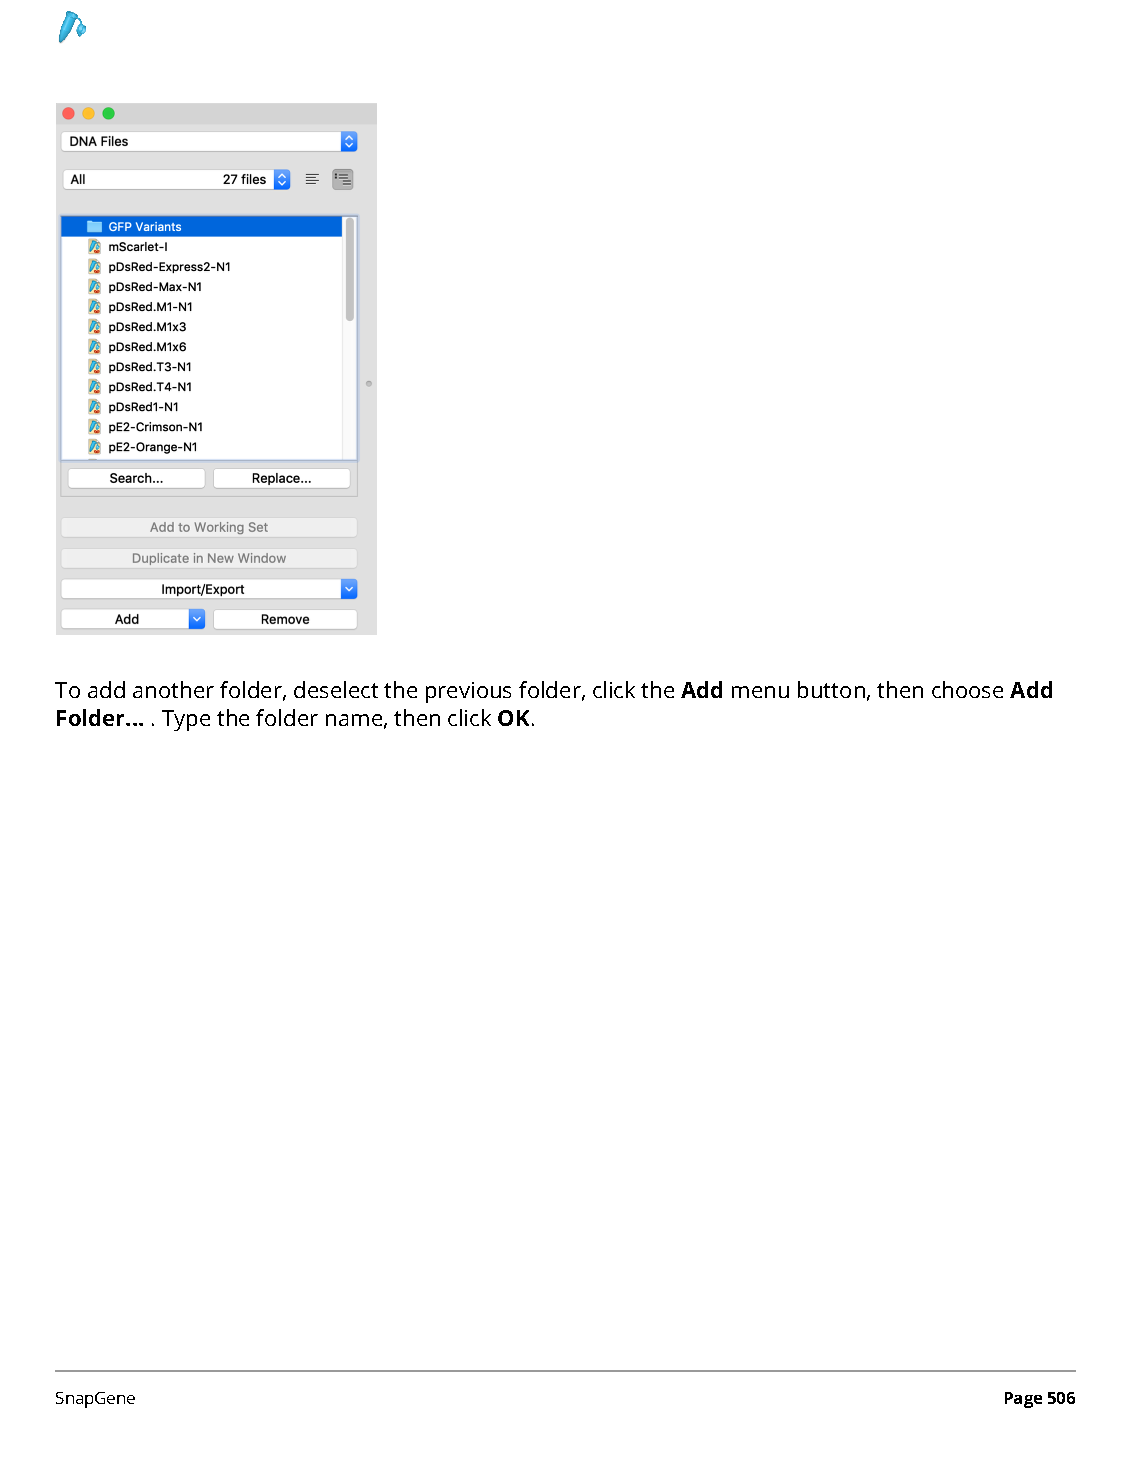 DNA Files
All 27 files
GFP Variants
mScarlet-I
pDsRed-Express2-N1
pDsRed-Max-N1
pDsRed.M1-N1
pDsRed.M1x3
pDsRed.M1x6
pDsRed.T3-N1
pDsRed.T4-N1
pDsRed1-N1
pE2-Crimson-N1
pE2-Orange-N1
Search... Replace...
Add to Working Set
Duplicate in New Window
Import/Export
Add Remove
To add another folder, deselect the previous folder, click the Add menu button, then choose Add
Folder... . Type the folder name, then click OK.
SnapGene Page 506